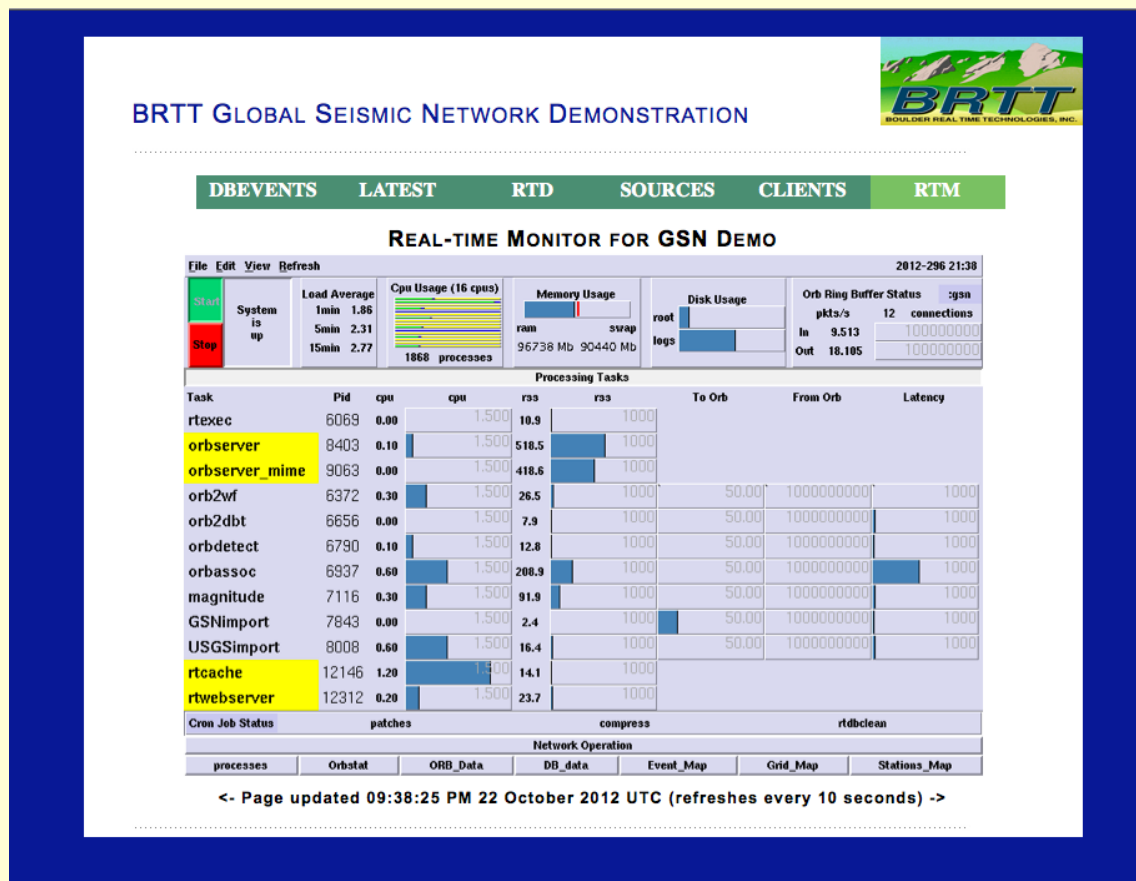 BRTT
BOULDER REAL TIME TECHNOLOGIES, INC.
BRTT GLOBAL SEISMIC NETWORK DEMONSTRATION
DBEVENTS LATEST RTD SOURCES CLIENTS RTM
REAL-TIME MONITOR FOR GSN DEMO
File Edit View Refresh 2012-296 21:38
Start
Stop
System
is
up
Load Average
1min 1.86
5min 2.31
15min 2.77
Cpu Usage (16 cpus)
1868 processes
Memory Usage
ram swap
96738 Mb 90440 Mb
Disk Usage
root
logs
Orb Ring Buffer Status :gsn
pkts/s 12 connections
In 9.513 100000000
Out 18.105 100000000
Processing Tasks
Task Pid cpu cpu rss rss To Orb From Orb Latency
rtexec 6069 0.00 1.500 10.9 1000
orbserver 8403 0.10 1.500 518.5 1000
orbserver_mime 9063 0.00 1.500 418.6 1000
orb2wf 6372 0.30 1.500 26.5 1000 50.00 1000000000 1000
orb2dbt 6656 0.00 1.500 7.9 1000 50.00 1000000000 1000
orbdetect 6790 0.10 1.500 12.8 1000 50.00 1000000000 1000
orbassoc 6937 0.60 1.500 208.9 1000 50.00 1000000000 1000
magnitude 7116 0.30 1.500 91.9 1000 50.00 1000000000 1000
GSNimport 7843 0.00 1.500 2.4 1000 50.00 1000000000 1000
USGSimport 8008 0.60 1.500 16.4 1000 50.00 1000000000 1000
rtcache 12146 1.20 1.500 14.1 1000
rtwebserver 12312 0.20 1.500 23.7 1000
Cron Job Status patches compress rtdbclean
Network Operation
processes Orbstat ORB_Data DB_data Event_Map Grid_Map Stations_Map
<- Page updated 09:38:25 PM 22 October 2012 UTC (refreshes every 10 seconds) ->